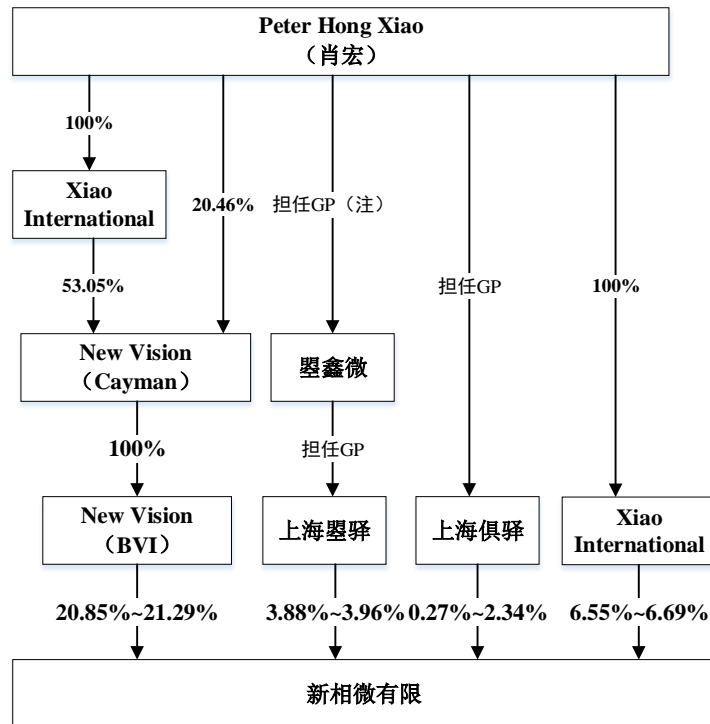 Peter Hong Xiao
（肖宏）
100%
Xiao
International
20.46%
担任GP（注）
53.05%
担任GP
100%
New Vision
（Cayman）
曌鑫微
100%
担任GP
New Vision
（BVI）
上海曌驿
上海俱驿
Xiao
International
20.85%~21.29%
3.88%~3.96%
0.27%~2.34%
6.55%~6.69%
新相微有限